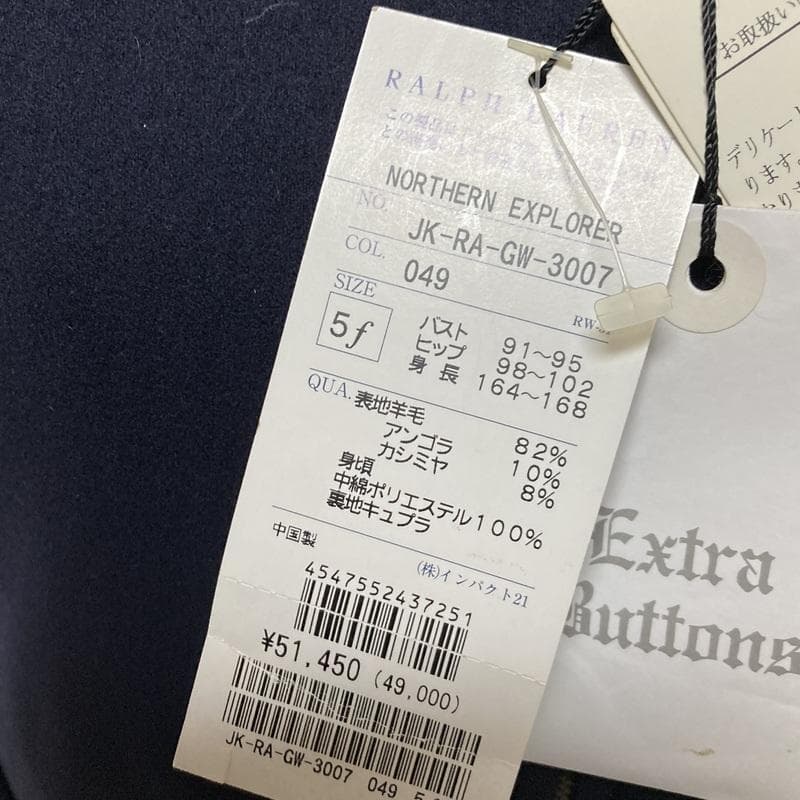 RALPH LAUREN
NORTHERN EXPLORER
NO. JK-RA-GW-3007
COL. 049
SIZE
5f
バスト 91～95
ヒップ 98～102
身長 164～168
QUA.
表地羊毛 82%
アンゴラ 10%
カシミヤ 8%
身頃
中綿ポリエステル100%
裏地キュプラ
中国製
(株)インパクト21
4547552437251
¥51,450 (49,000)
JK-RA-GW-3007 049
お取扱い
デリケート
ります。
Extra
Buttons